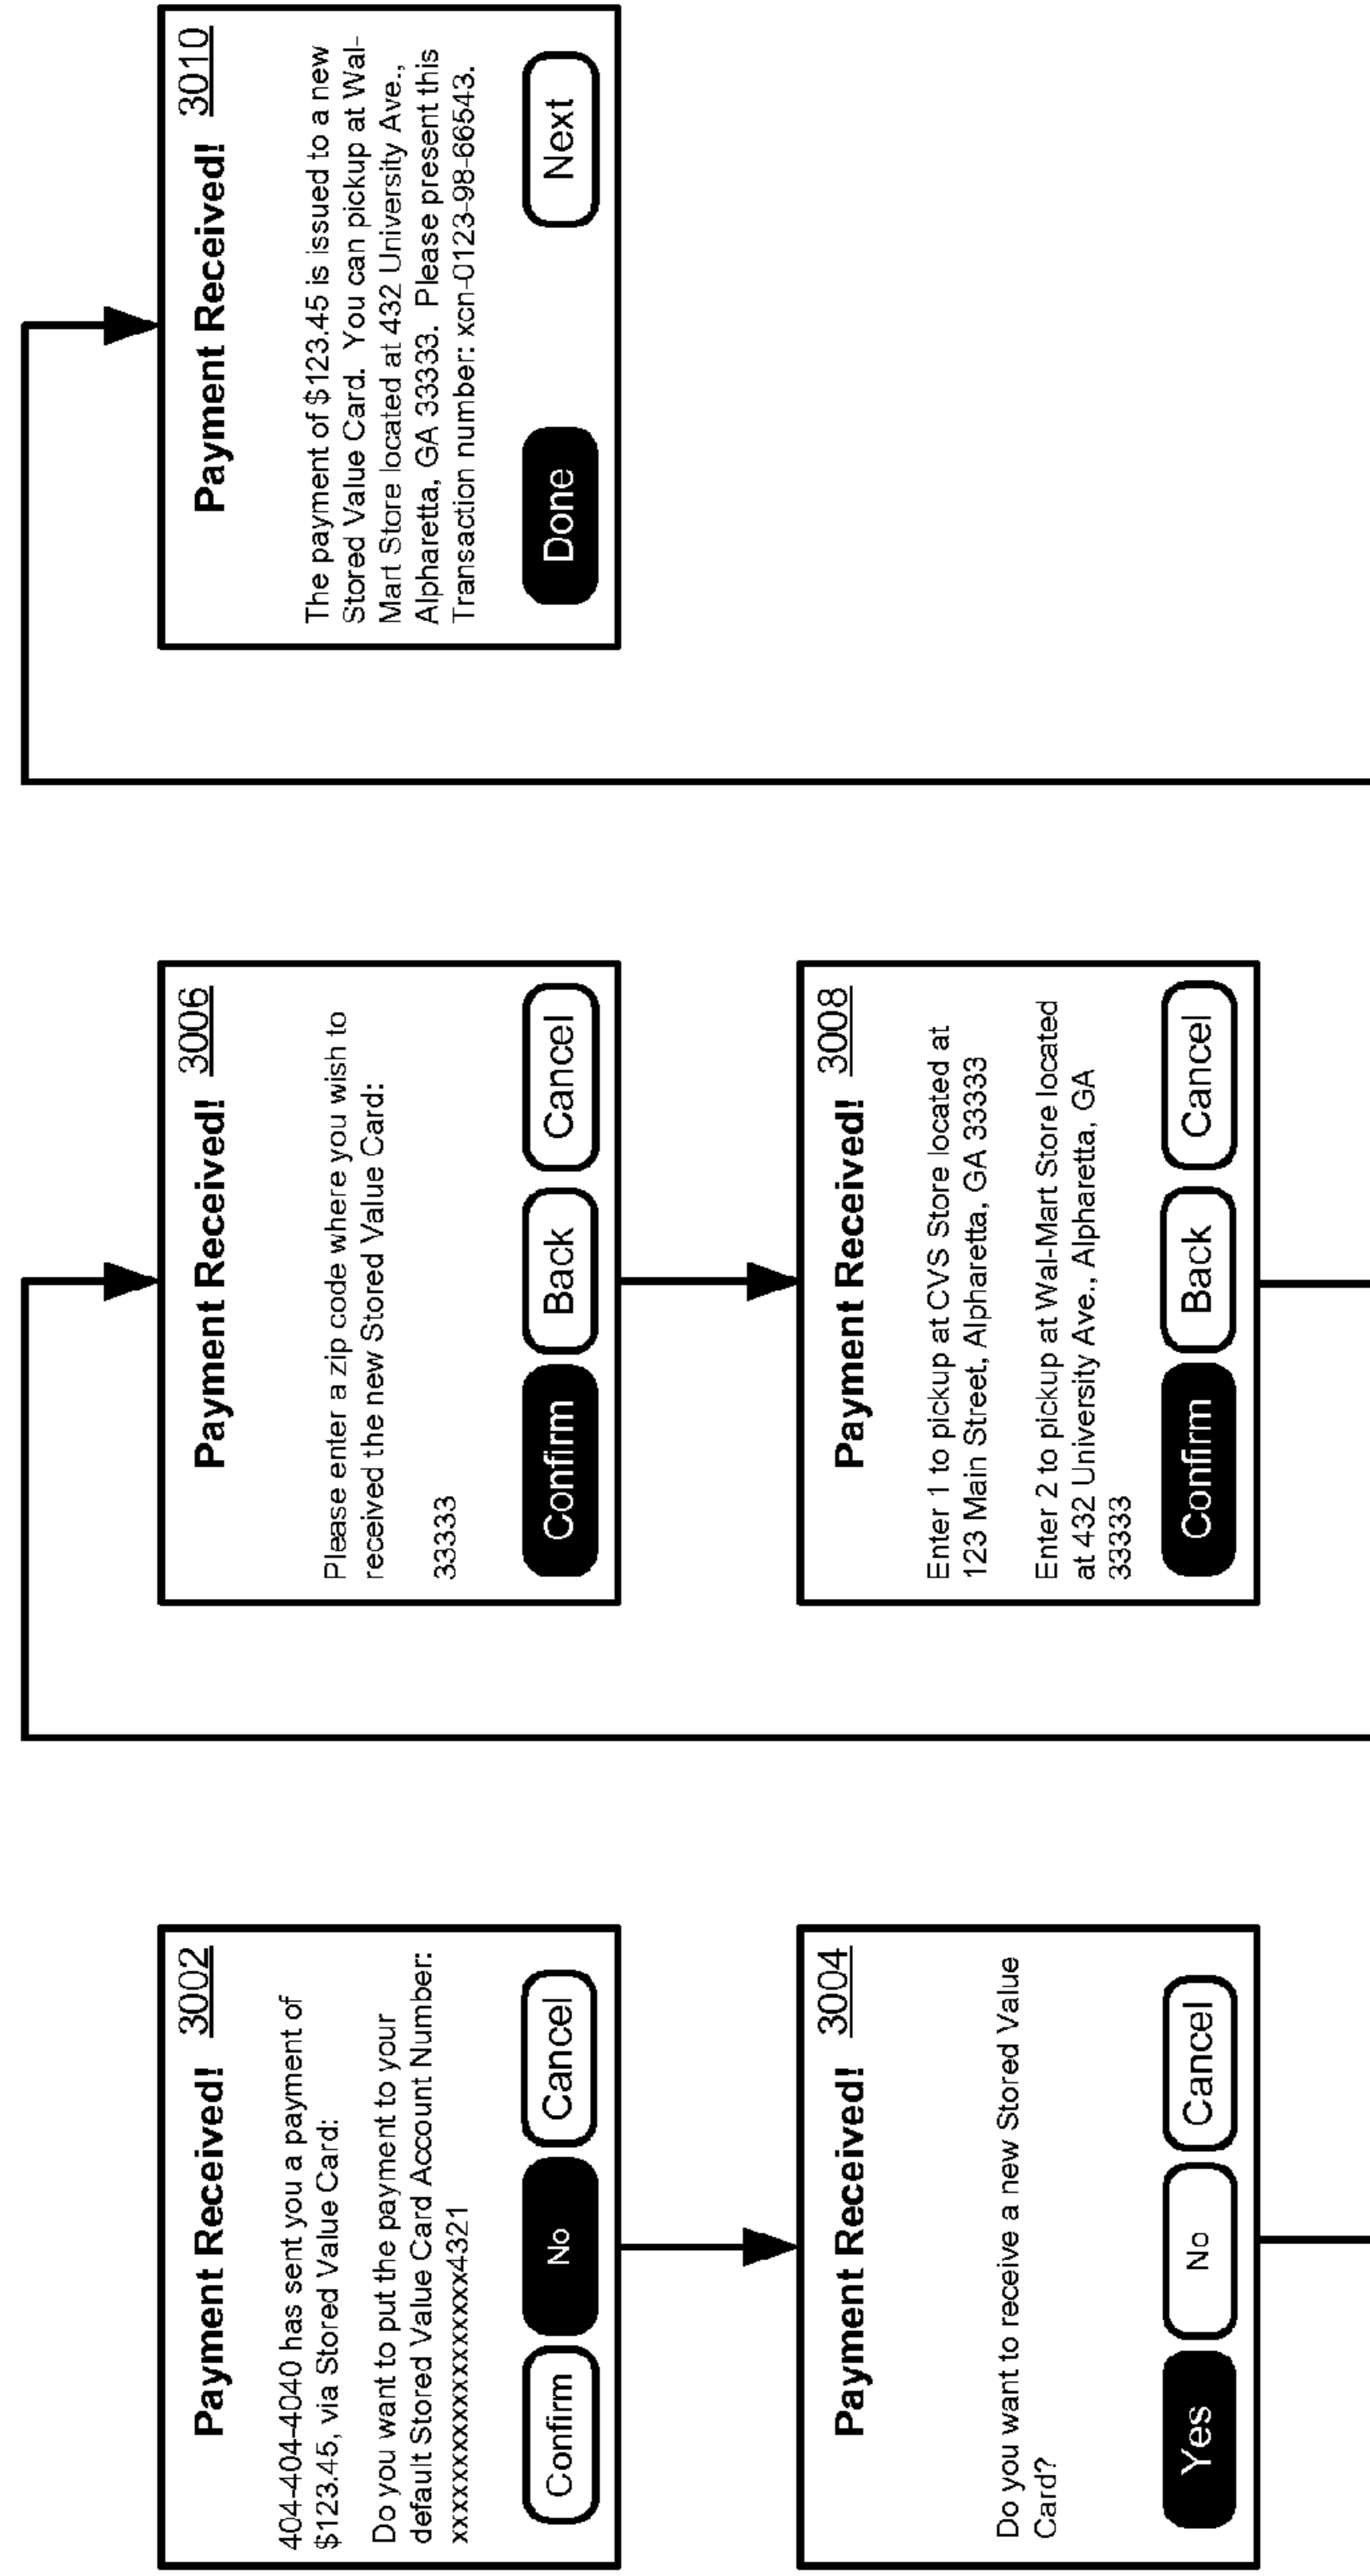 Payment Received! 3002
404-404-4040 has sent you a payment of
$123.45, via Stored Value Card:
Do you want to put the payment to your
default Stored Value Card Account Number:
xxxxxxxxxxxxxxxx4321
Confirm No Cancel
Payment Received! 3004
Do you want to receive a new Stored Value
Card?
Yes No Cancel
Payment Received! 3006
Please enter a zip code where you wish to
received the new Stored Value Card:
33333
Confirm Back Cancel
Payment Received! 3008
Enter 1 to pickup at CVS Store located at
123 Main Street, Alpharetta, GA 33333
Enter 2 to pickup at Wal-Mart Store located
at 432 University Ave., Alpharetta, GA
33333
Confirm Back Cancel
Payment Received! 3010
The payment of $123.45 is issued to a new
Stored Value Card. You can pickup at Wal-
Mart Store located at 432 University Ave.,
Alpharetta, GA 33333. Please present this
Transaction number: xcn-0123-98-66543.
Done Next